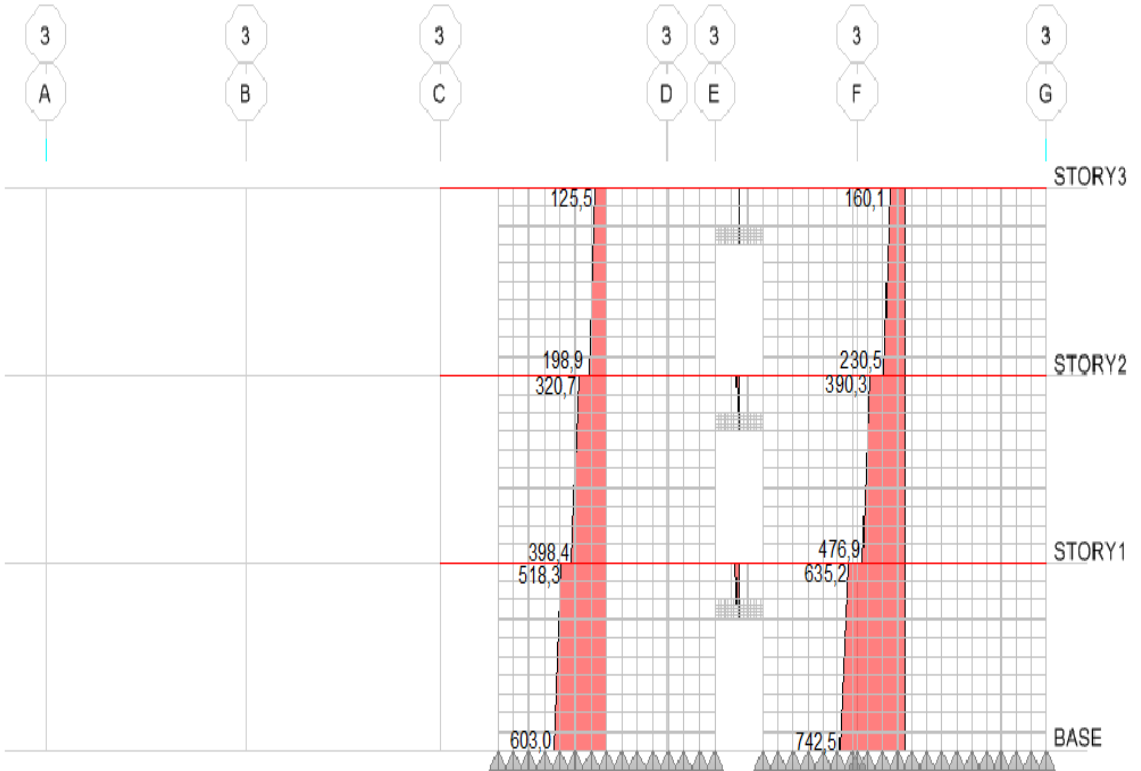 3 3 3 3 3 3 3
A B C D E F G
STORY3
125,5 160,1
198,9 230,5
STORY2
320,7 390,3
398,4 476,9
STORY1
518,3 635,2
603,0 742,5
BASE